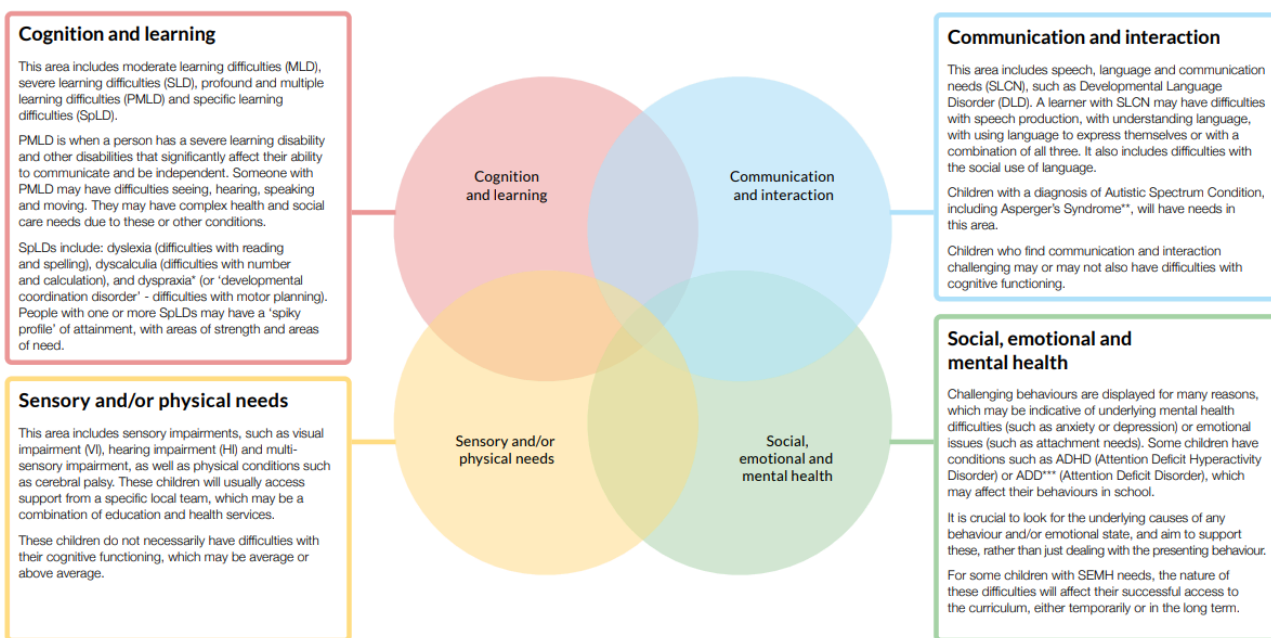 Cognition and learning
This area includes moderate learning difficulties (MLD),
severe learning difficulties (SLD), profound and multiple
learning difficulties (PMLD) and specific learning
difficulties (SpLD).
PMLD is when a person has a severe learning disability
and other disabilities that significantly affect their ability
to communicate and be independent. Someone with
PMLD may have difficulties seeing, hearing, speaking
and moving. They may have complex health and social
care needs due to these or other conditions.
SpLDs include: dyslexia (difficulties with reading
and spelling), dyscalculia (difficulties with number
and calculation), and dyspraxia* (or ‘developmental
coordination disorder’ - difficulties with motor planning).
People with one or more SpLDs may have a ‘spiky
profile’ of attainment, with areas of strength and areas
of need.
Sensory and/or physical needs
This area includes sensory impairments, such as visual
impairment (VI), hearing impairment (HI) and multi-
sensory impairment, as well as physical conditions such
as cerebral palsy. These children will usually access
support from a specific local team, which may be a
combination of education and health services.
These children do not necessarily have difficulties with
their cognitive functioning, which may be average or
above average.
Cognition
and learning
Communication
and interaction
Sensory and/or
physical needs
Social,
emotional and
mental health
Communication and interaction
This area includes speech, language and communication
needs (SLCN), such as Developmental Language
Disorder (DLD). A learner with SLCN may have difficulties
with speech production, with understanding language,
with using language to express themselves or with a
combination of all three. It also includes difficulties with
the social use of language.
Children with a diagnosis of Autistic Spectrum Condition,
including Asperger’s Syndrome**, will have needs in
this area.
Children who find communication and interaction
challenging may or may not also have difficulties with
cognitive functioning.
Social, emotional and
mental health
Challenging behaviours are displayed for many reasons,
which may be indicative of underlying mental health
difficulties (such as anxiety or depression) or emotional
issues (such as attachment needs). Some children have
conditions such as ADHD (Attention Deficit Hyperactivity
Disorder) or ADD*** (Attention Deficit Disorder), which
may affect their behaviours in school.
It is crucial to look for the underlying causes of any
behaviour and/or emotional state, and aim to support
these, rather than just dealing with the presenting behaviour.
For some children with SEMH needs, the nature of
these difficulties will affect their successful access to
the curriculum, either temporarily or in the long term.